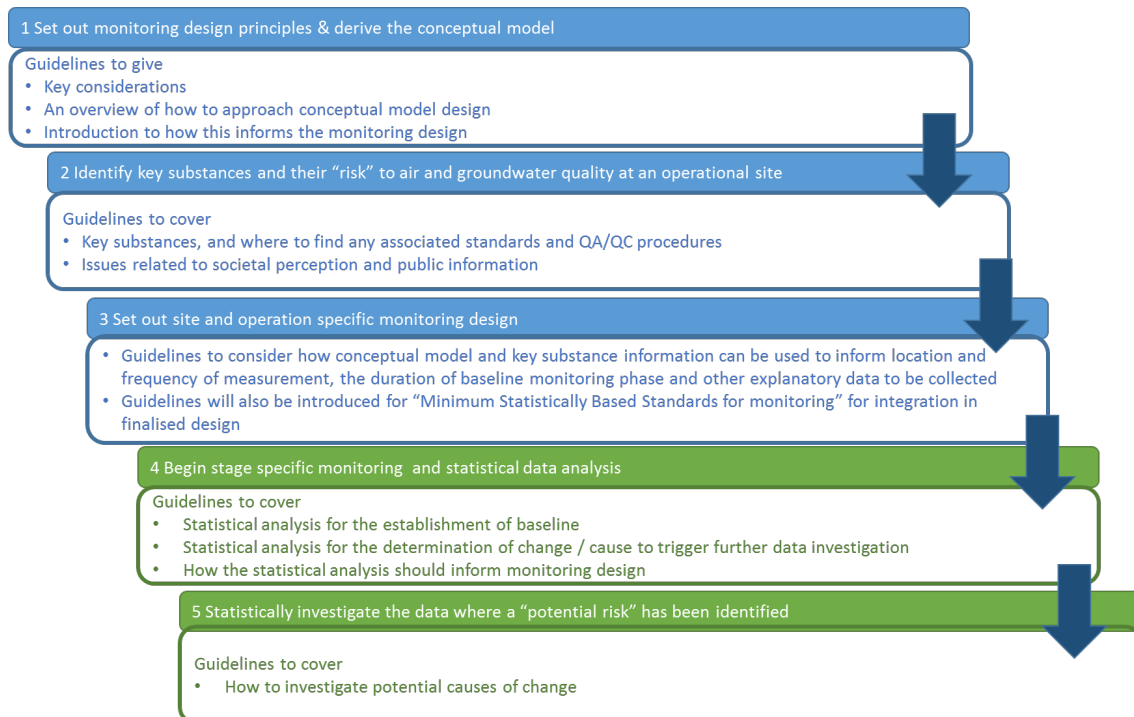 1 Set out monitoring design principles & derive the conceptual model
Guidelines to give
• Key considerations
• An overview of how to approach conceptual model design
• Introduction to how this informs the monitoring design
2 Identify key substances and their “risk” to air and groundwater quality at an operational site
Guidelines to cover
• Key substances, and where to find any associated standards and QA/QC procedures
• Issues related to societal perception and public information
3 Set out site and operation specific monitoring design
• Guidelines to consider how conceptual model and key substance information can be used to inform location and
frequency of measurement, the duration of baseline monitoring phase and other explanatory data to be collected
• Guidelines will also be introduced for “Minimum Statistically Based Standards for monitoring” for integration in
finalised design
4 Begin stage specific monitoring and statistical data analysis
Guidelines to cover
• Statistical analysis for the establishment of baseline
• Statistical analysis for the determination of change / cause to trigger further data investigation
• How the statistical analysis should inform monitoring design
5 Statistically investigate the data where a “potential risk” has been identified
Guidelines to cover
• How to investigate potential causes of change